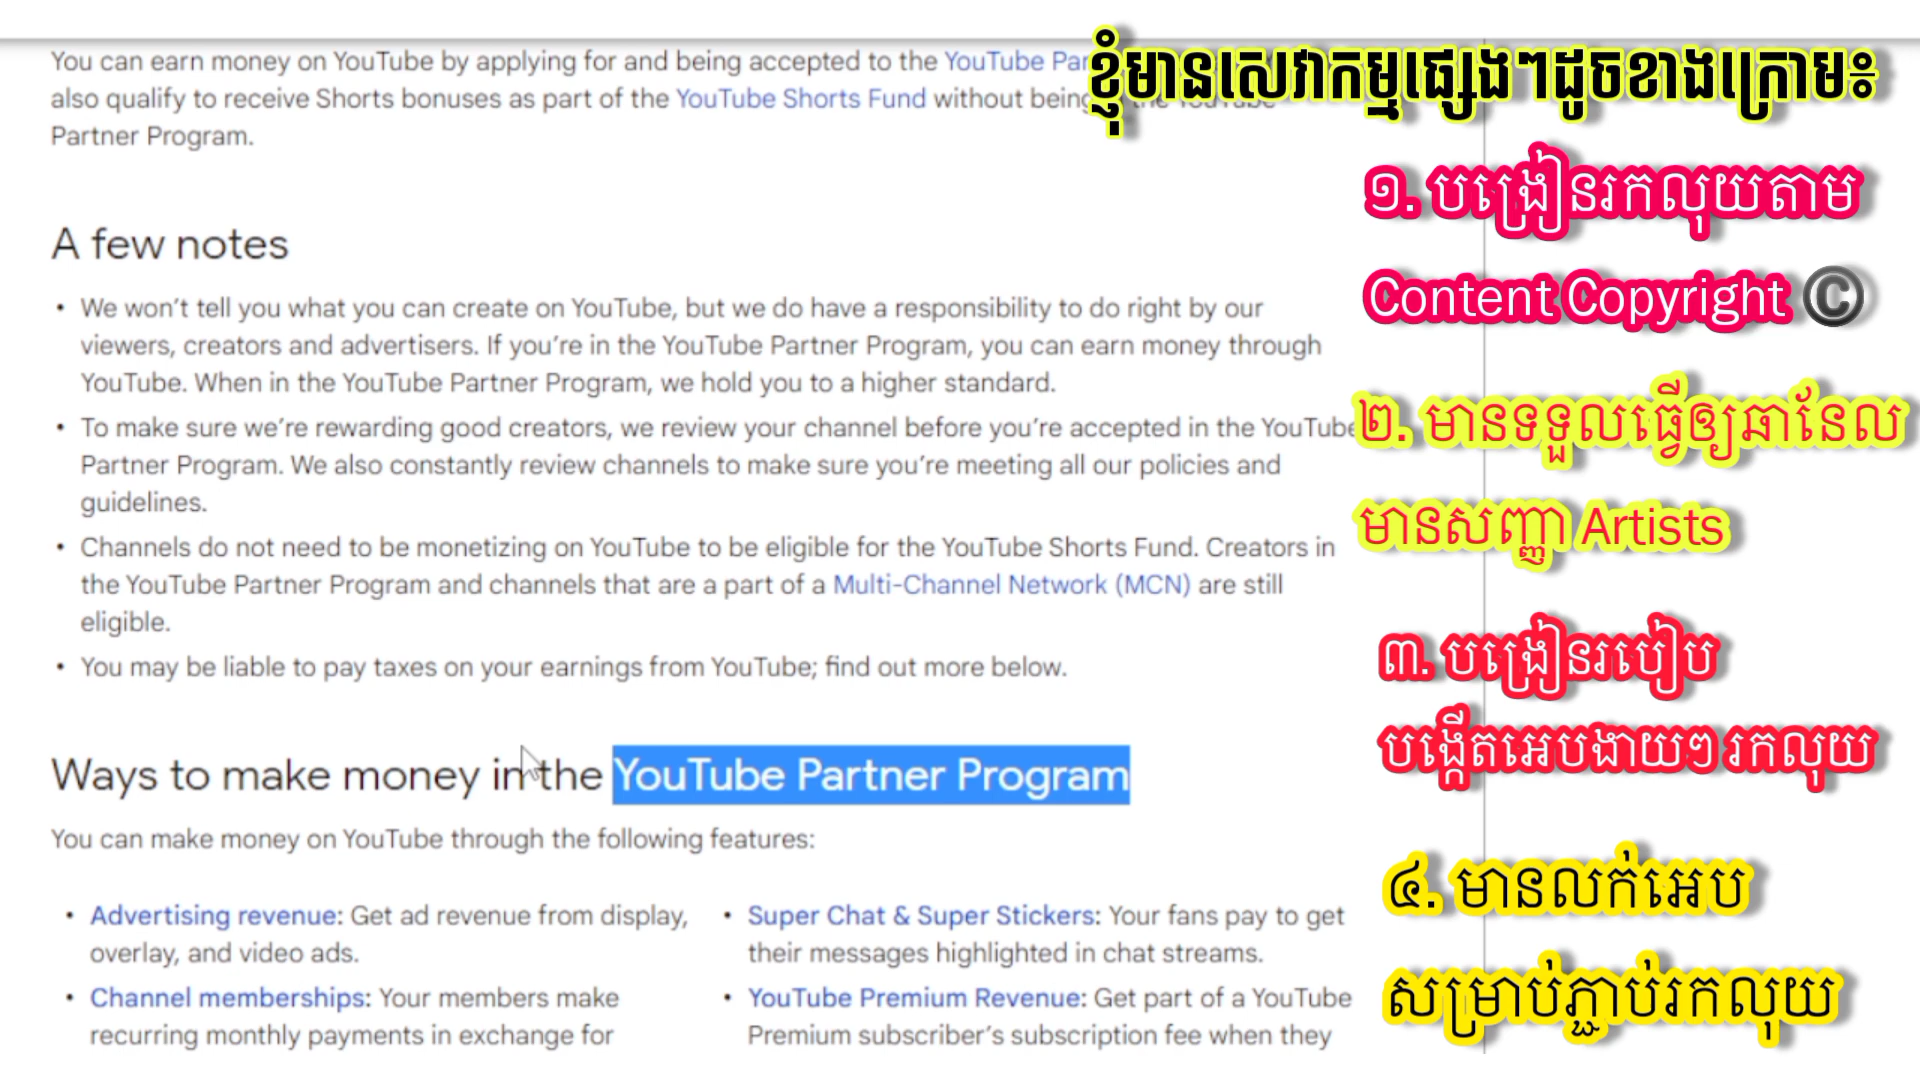 You can earn money on YouTube by applying for and being accepted to the YouTube Par
also qualify to receive Shorts bonuses as part of the YouTube Shorts Fund without being
Partner Program.
A few notes
• We won’t tell you what you can create on YouTube, but we do have a responsibility to do right by our
viewers, creators and advertisers. If you’re in the YouTube Partner Program, you can earn money through
YouTube. When in the YouTube Partner Program, we hold you to a higher standard.
• To make sure we’re rewarding good creators, we review your channel before you’re accepted in the YouTube
Partner Program. We also constantly review channels to make sure you’re meeting all our policies and
guidelines.
• Channels do not need to be monetizing on YouTube to be eligible for the YouTube Shorts Fund. Creators in
the YouTube Partner Program and channels that are a part of a Multi-Channel Network (MCN) are still
eligible.
• You may be liable to pay taxes on your earnings from YouTube; find out more below.
Ways to make money in the YouTube Partner Program
You can make money on YouTube through the following features:
• Advertising revenue: Get ad revenue from display,
overlay, and video ads.
• Channel memberships: Your members make
recurring monthly payments in exchange for
• Super Chat & Super Stickers: Your fans pay to get
their messages highlighted in chat streams.
• YouTube Premium Revenue: Get part of a YouTube
Premium subscriber’s subscription fee when they
ខ្ញុំមានសេវាកម្មផ្សេងៗដូចខាងក្រោម៖
១. បង្រៀនរកលុយតាម
Content Copyright ©
២. មានទទួលធ្វើឲ្យឆានែល
មានសញ្ញា Artists
៣. បង្រៀនរបៀប
បង្កើតអេបងាយៗ រកលុយ
៤. មានលក់អេប
សម្រាប់ភ្ជាប់រកលុយ